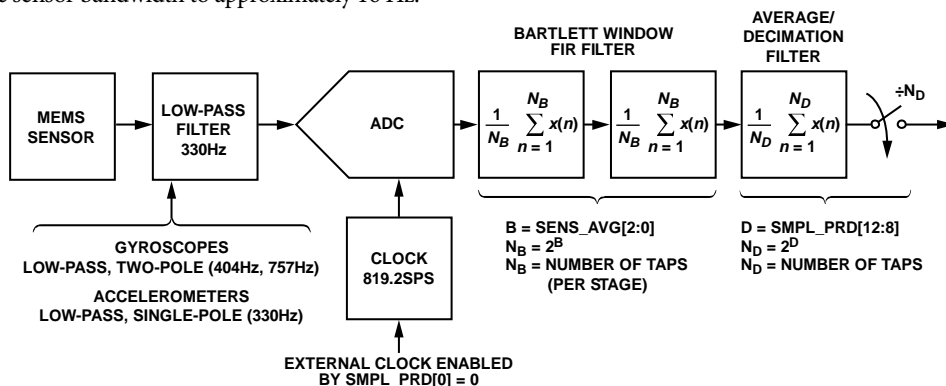 e sensor bandwidth to approximately 16 Hz.
BARTLETT WINDOW
FIR FILTER
AVERAGE/
DECIMATION
FILTER
MEMS
SENSOR
LOW-PASS
FILTER
330Hz
ADC
1/N_B N_B ∑ n = 1 x(n)
1/N_B N_B ∑ n = 1 x(n)
1/N_D N_D ∑ n = 1 x(n)
÷N_D
CLOCK
819.2SPS
GYROSCOPES
LOW-PASS, TWO-POLE (404Hz, 757Hz)
ACCELEROMETERS
LOW-PASS, SINGLE-POLE (330Hz)
B = SENS_AVG[2:0]
N_B = 2^B
N_B = NUMBER OF TAPS
(PER STAGE)
D = SMPL_PRD[12:8]
N_D = 2^D
N_D = NUMBER OF TAPS
EXTERNAL CLOCK ENABLED
BY SMPL_PRD[0] = 0